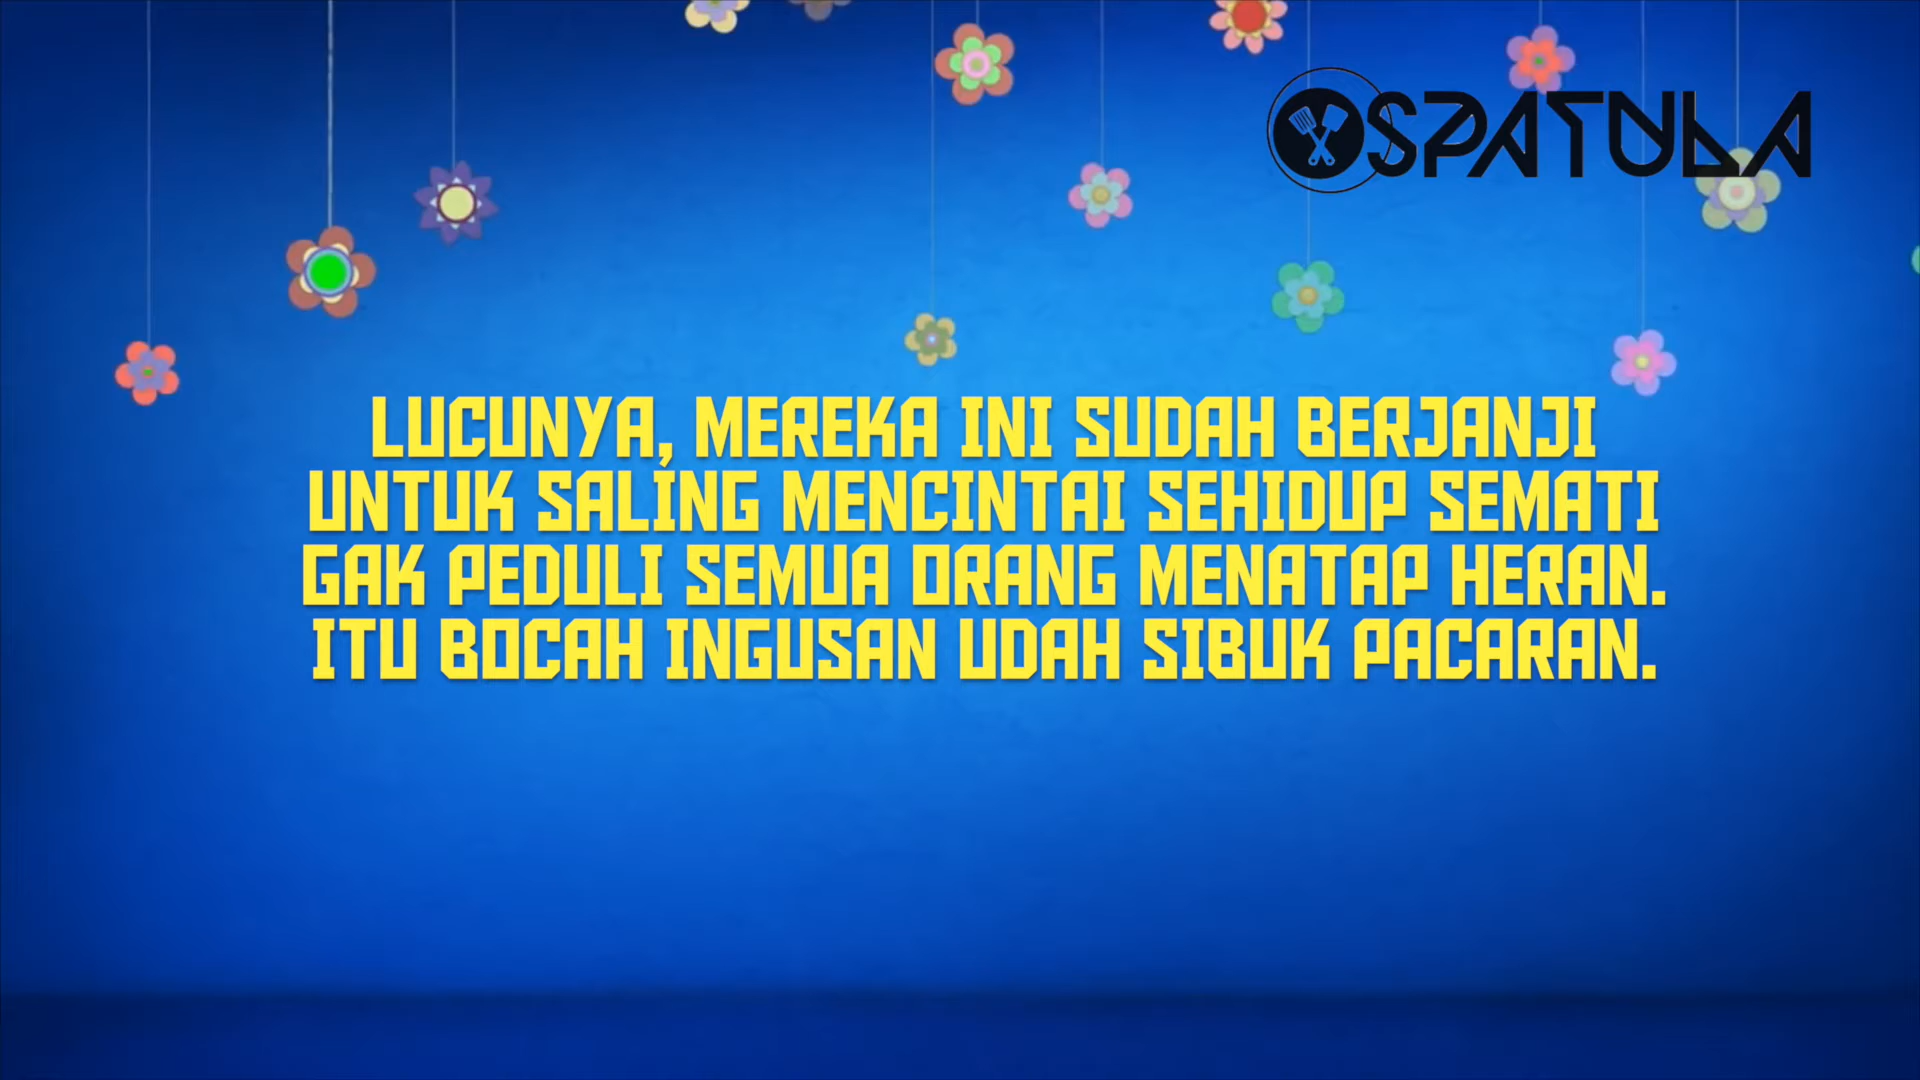 SPATULA
LUCUNYA, MEREKA INI SUDAH BERJANJI
UNTUK SALING MENCINTAI SEHIDUP SEMATI
GAK PEDULI SEMUA ORANG MENATAP HERAN.
ITU BOCAH INGUSAN UDAH SIBUK PACARAN.